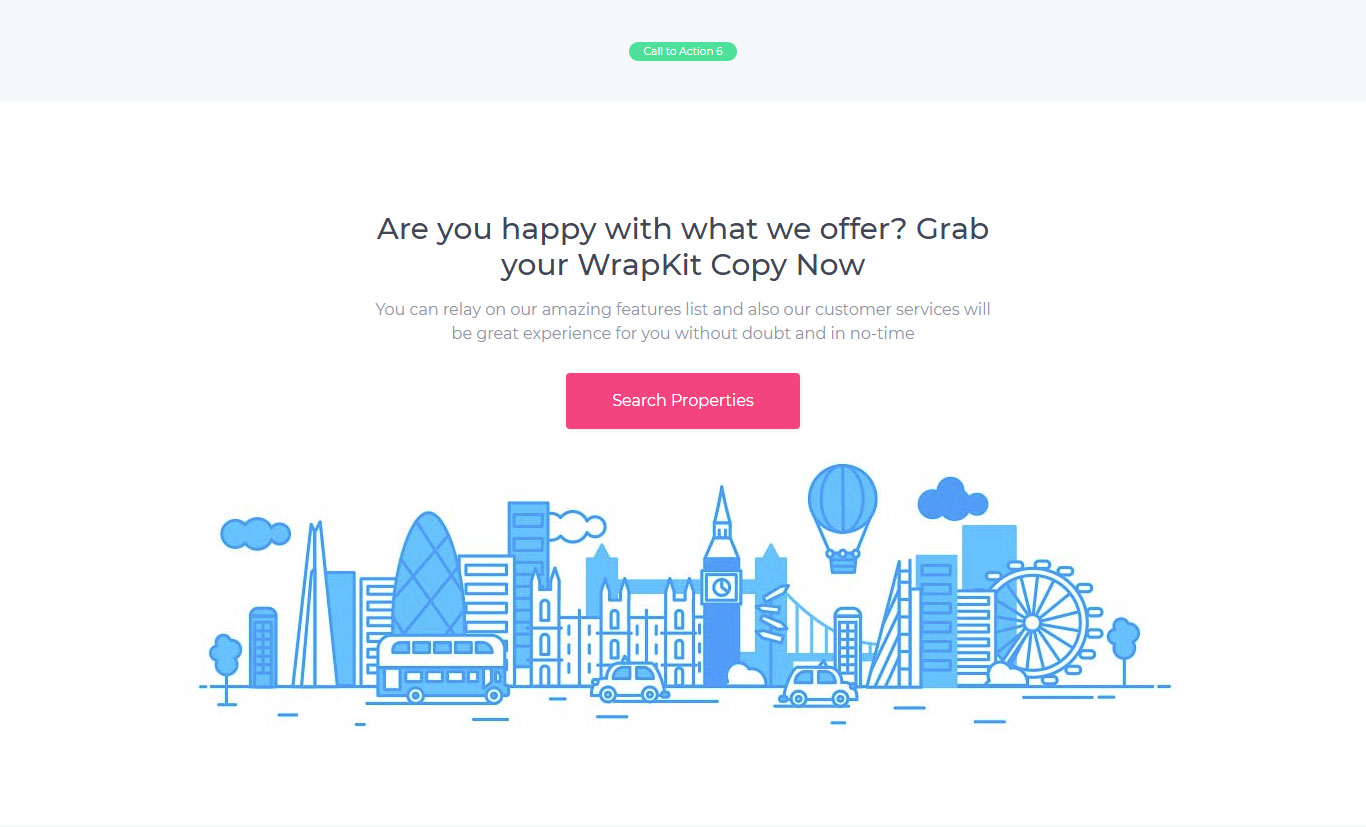 Call to Action 6
Are you happy with what we offer? Grab
your WrapKit Copy Now
You can relay on our amazing features list and also our customer services will
be great experience for you without doubt and in no-time
Search Properties